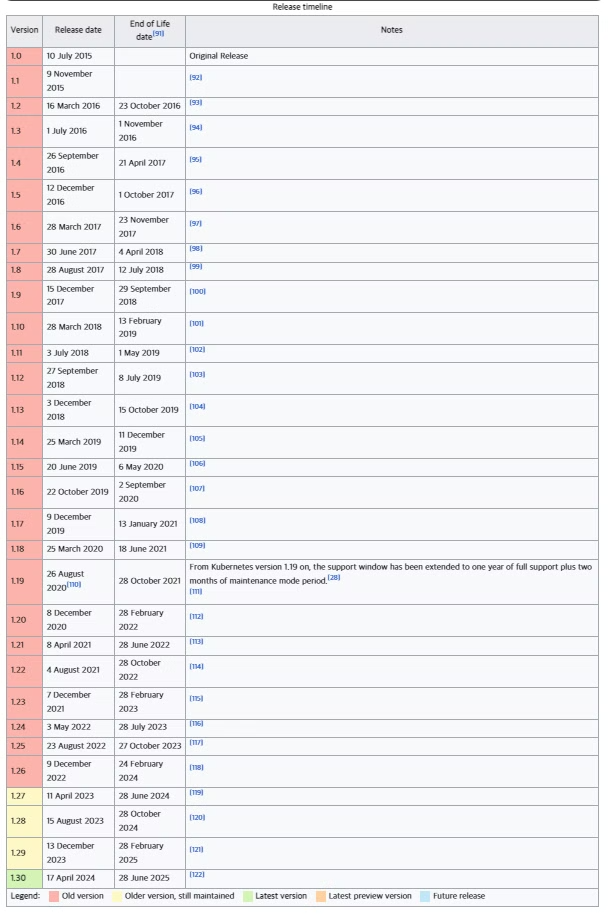 Release timeline
Version Release date End of Life
date[91] Notes
1.0 10 July 2015 Original Release
1.1 9 November
2015 [92]
1.2 16 March 2016 23 October 2016 [93]
1.3 1 July 2016 1 November
2016 [94]
1.4 26 September
2016 21 April 2017 [95]
1.5 12 December
2016 1 October 2017 [96]
1.6 28 March 2017 23 November
2017 [97]
1.7 30 June 2017 4 April 2018 [98]
1.8 28 August 2017 12 July 2018 [99]
1.9 15 December
2017 29 September
2018 [100]
1.10 28 March 2018 13 February
2019 [101]
1.11 3 July 2018 1 May 2019 [102]
1.12 27 September
2018 8 July 2019 [103]
1.13 3 December
2018 15 October 2019 [104]
1.14 25 March 2019 11 December
2019 [105]
1.15 20 June 2019 6 May 2020 [106]
1.16 22 October 2019 2 September
2020 [107]
1.17 9 December
2019 13 January 2021 [108]
1.18 25 March 2020 18 June 2021 [109]
1.19 26 August
2020[110] 28 October 2021 From Kubernetes version 1.19 on, the support window has been extended to one year of full support plus two
months of maintenance mode period.[28]
[111]
1.20 8 December
2020 28 February
2022 [112]
1.21 8 April 2021 28 June 2022 [113]
1.22 4 August 2021 28 October
2022 [114]
1.23 7 December
2021 28 February
2023 [115]
1.24 3 May 2022 28 July 2023 [116]
1.25 23 August 2022 27 October 2023 [117]
1.26 9 December
2022 24 February
2024 [118]
1.27 11 April 2023 28 June 2024 [119]
1.28 15 August 2023 28 October
2024 [120]
1.29 13 December
2023 28 February
2025 [121]
1.30 17 April 2024 28 June 2025 [122]
Legend: Old version Older version, still maintained Latest version Latest preview version Future release